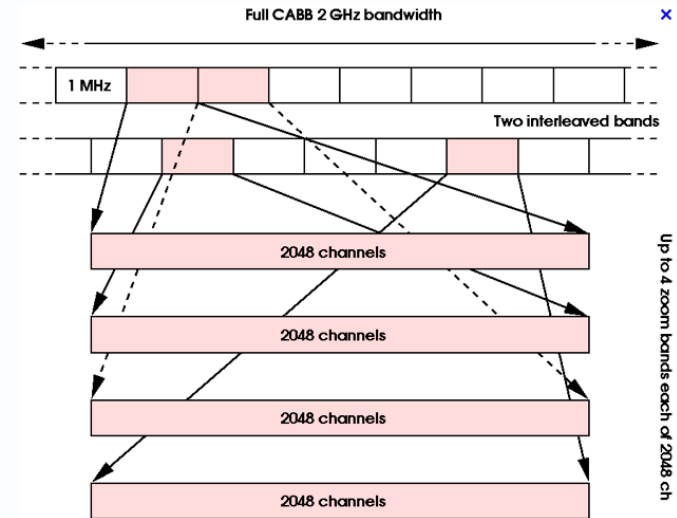 Full CABB 2 GHz bandwidth
×
1 MHz
Two interleaved bands
2048 channels
2048 channels
2048 channels
2048 channels
Up to 4 zoom bands each of 2048 ch